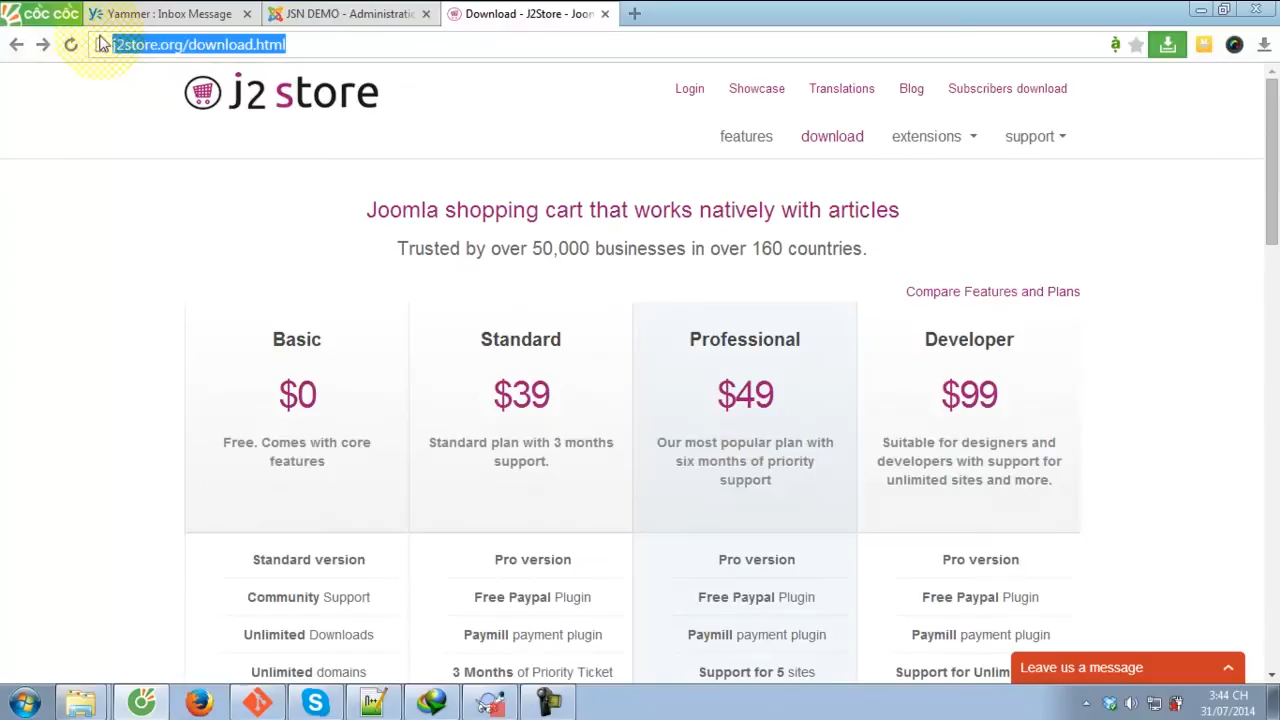 cốc cốc
Yammer : Inbox Message
JSN DEMO - Administratio
Download - J2Store - Joom
j2store.org/download.html
j2 store
Login
Showcase
Translations
Blog
Subscribers download
features
download
extensions
support
Joomla shopping cart that works natively with articles
Trusted by over 50,000 businesses in over 160 countries.
Compare Features and Plans
Basic
Standard
Professional
Developer
$0
$39
$49
$99
Free. Comes with core
features
Standard plan with 3 months
support.
Our most popular plan with
six months of priority
support
Suitable for designers and
developers with support for
unlimited sites and more.
Standard version
Pro version
Pro version
Pro version
Community Support
Free Paypal Plugin
Free Paypal Plugin
Free Paypal Plugin
Unlimited Downloads
Paymill payment plugin
Paymill payment plugin
Paymill payment plugin
Unlimited domains
3 Months of Priority Ticket
Support for 5 sites
Support for Unlim
Leave us a message
3:44 CH
31/07/2014